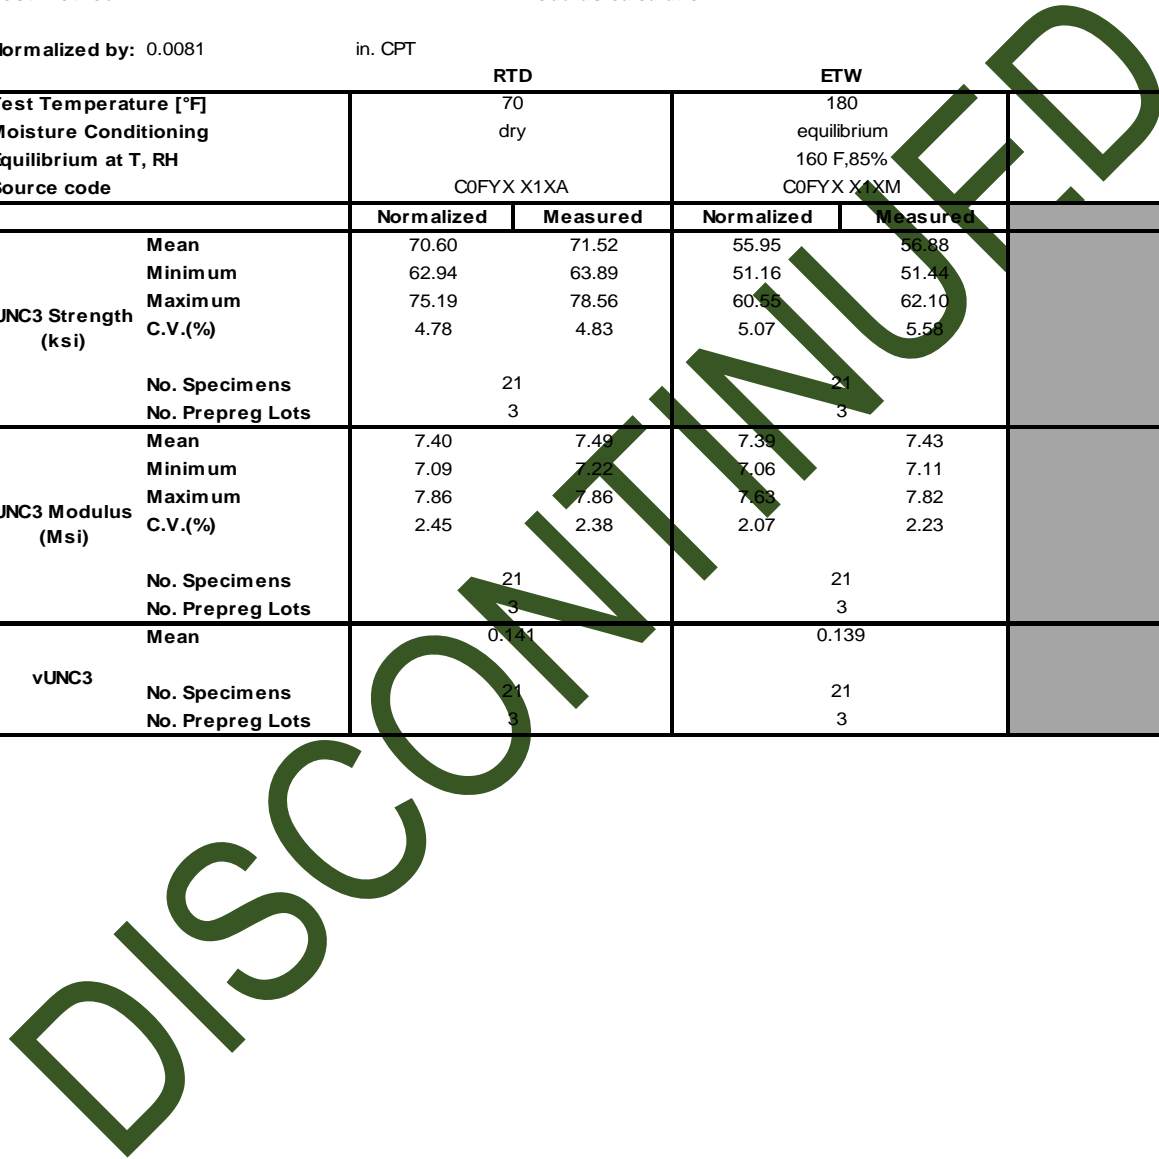 ormalized by: 0.0081 in. CPT
RTD ETW
est Temperature [°F] 70 180
Moisture Conditioning dry equilibrium
quilibrium at T, RH 160 F,85%
ource code C0FYX X1XA C0FYX X1XM
Normalized Measured Normalized Measured
UNC3 Strength (ksi)
Mean 70.60 71.52 55.95 56.88
Minimum 62.94 63.89 51.16 51.44
Maximum 75.19 78.56 60.55 62.10
C.V.(%) 4.78 4.83 5.07 5.58
No. Specimens 21 21
No. Prepreg Lots 3 3
UNC3 Modulus (Msi)
Mean 7.40 7.49 7.39 7.43
Minimum 7.09 7.22 7.06 7.11
Maximum 7.86 7.86 7.63 7.82
C.V.(%) 2.45 2.38 2.07 2.23
No. Specimens 21 21
No. Prepreg Lots 3 3
vUNC3
Mean 0.141 0.139
No. Specimens 21 21
No. Prepreg Lots 3 3
DISCONTINUED